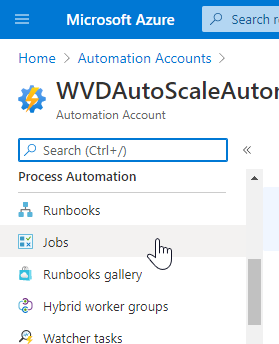 Microsoft Azure
Search re
Home > Automation Accounts >
WVDAutoScaleAutor
Automation Account
Search (Ctrl+/)
Process Automation
Runbooks
Jobs
Runbooks gallery
Hybrid worker groups
Watcher tasks